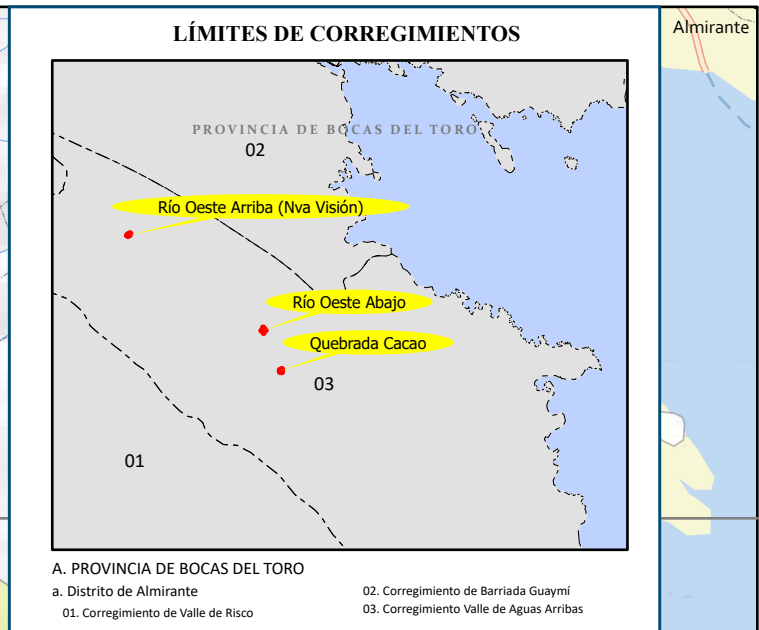 LÍMITES DE CORREGIMIENTOS
Almirante
PROVINCIA DE BOCAS DEL TORO
02
Río Oeste Arriba (Nva Visión)
Río Oeste Abajo
Quebrada Cacao
03
01
A. PROVINCIA DE BOCAS DEL TORO
a. Distrito de Almirante
01. Corregimiento de Valle de Risco
02. Corregimiento de Barriada Guaymí
03. Corregimiento Valle de Aguas Arribas